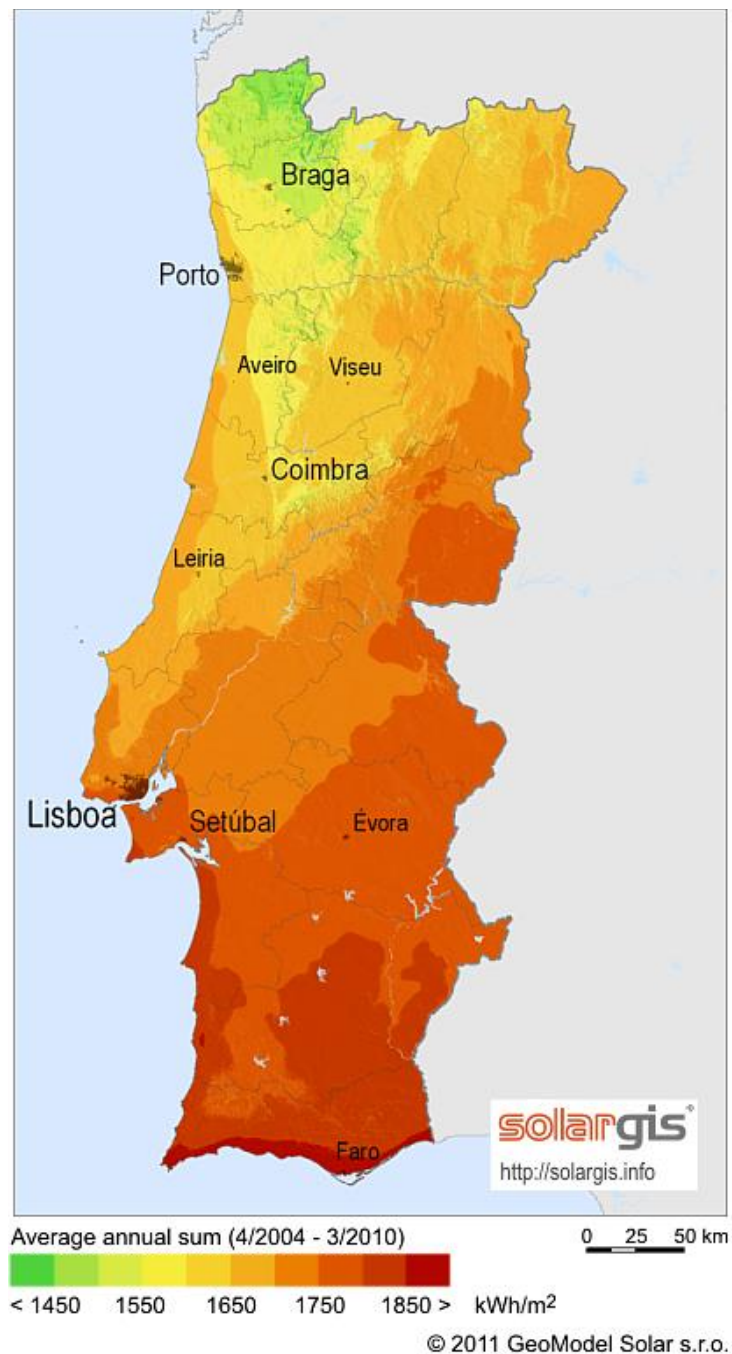 Braga
Porto
Aveiro
Viseu
Coimbra
Leiria
Lisboa
Setúbal
Évora
Faro
solargis®
http://solargis.info
Average annual sum (4/2004 - 3/2010)
0 25 50 km
< 1450 1550 1650 1750 1850 > kWh/m²
© 2011 GeoModel Solar s.r.o.